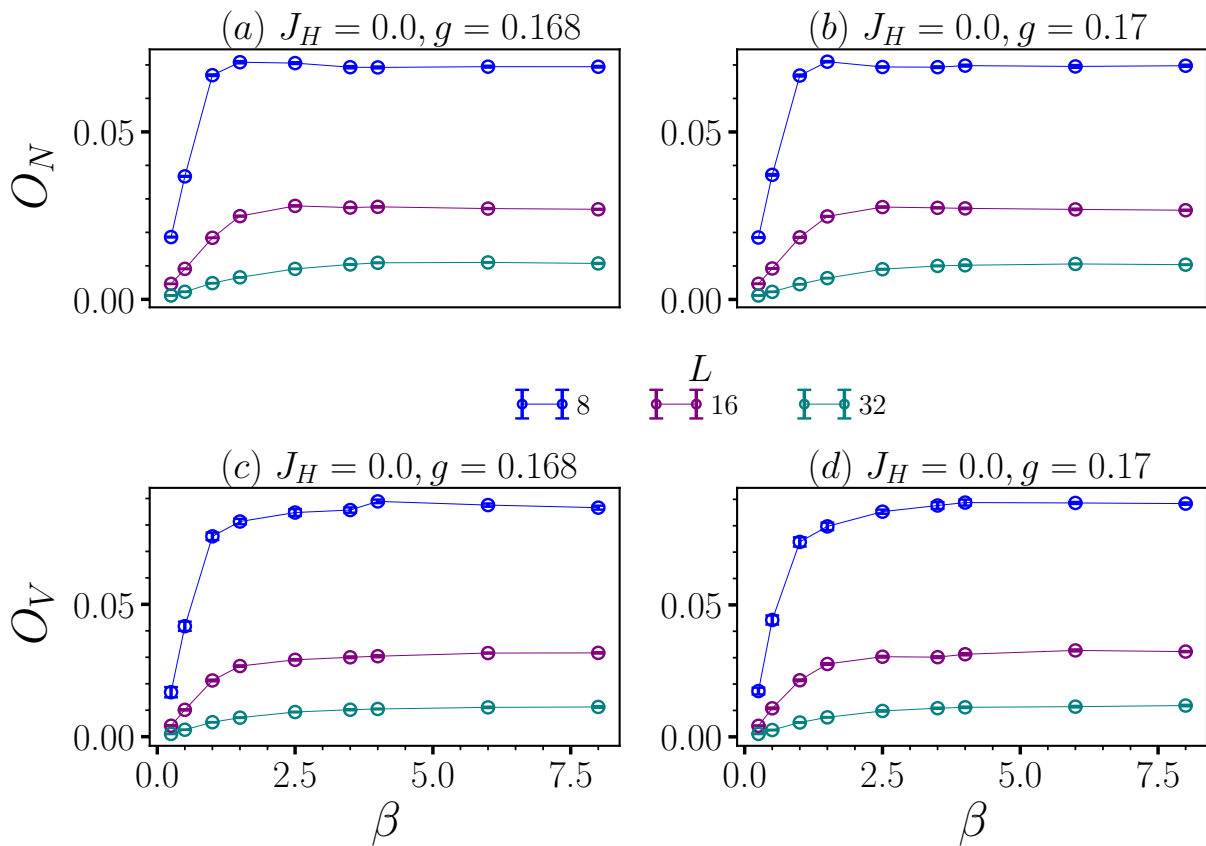 (a) J_H = 0.0, g = 0.168
(b) J_H = 0.0, g = 0.17
O_N
0.05
0.00
0.05
0.00
L
8
16
32
(c) J_H = 0.0, g = 0.168
(d) J_H = 0.0, g = 0.17
O_V
0.05
0.00
0.05
0.00
0.0 2.5 5.0 7.5
0.0 2.5 5.0 7.5
β
β